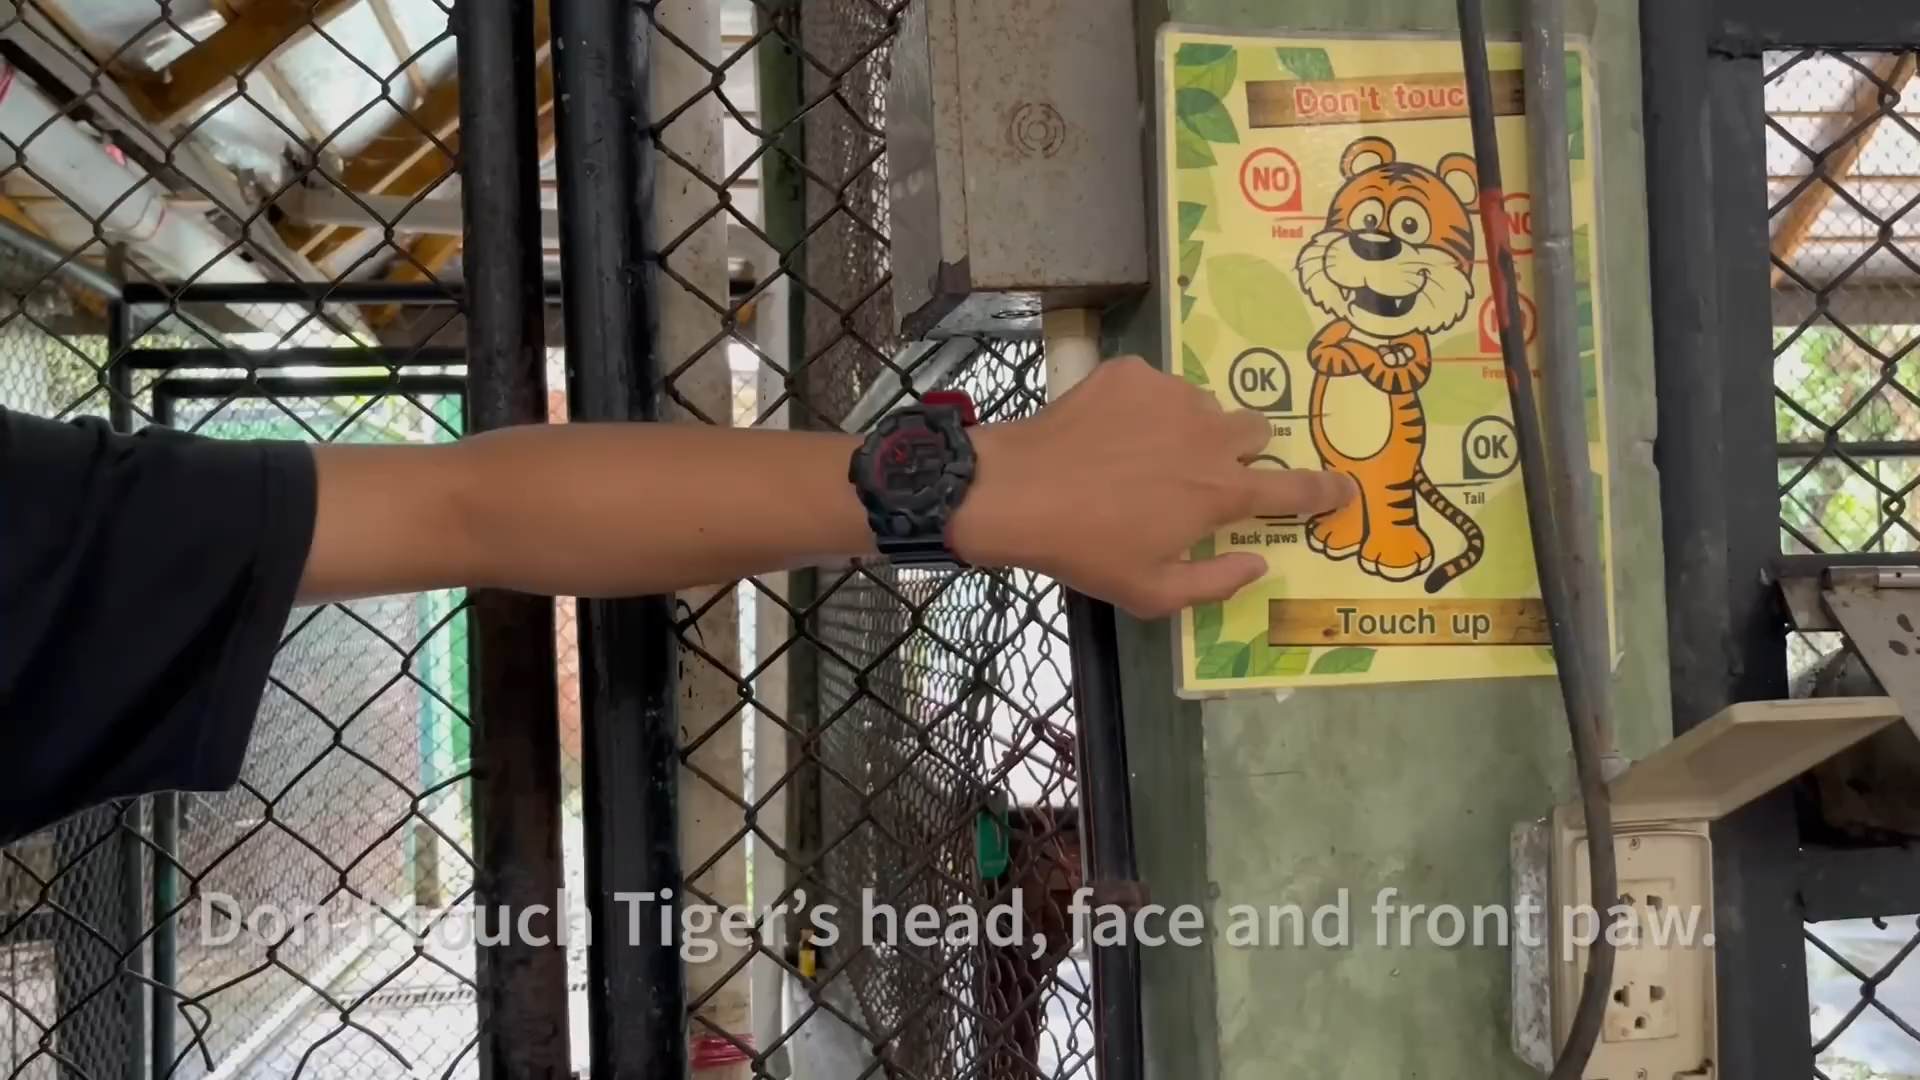 Don't touc
NO
NO
Head
OK
OK
Tail
Back paws
Touch up
Don't touch Tiger's head, face and front paw.